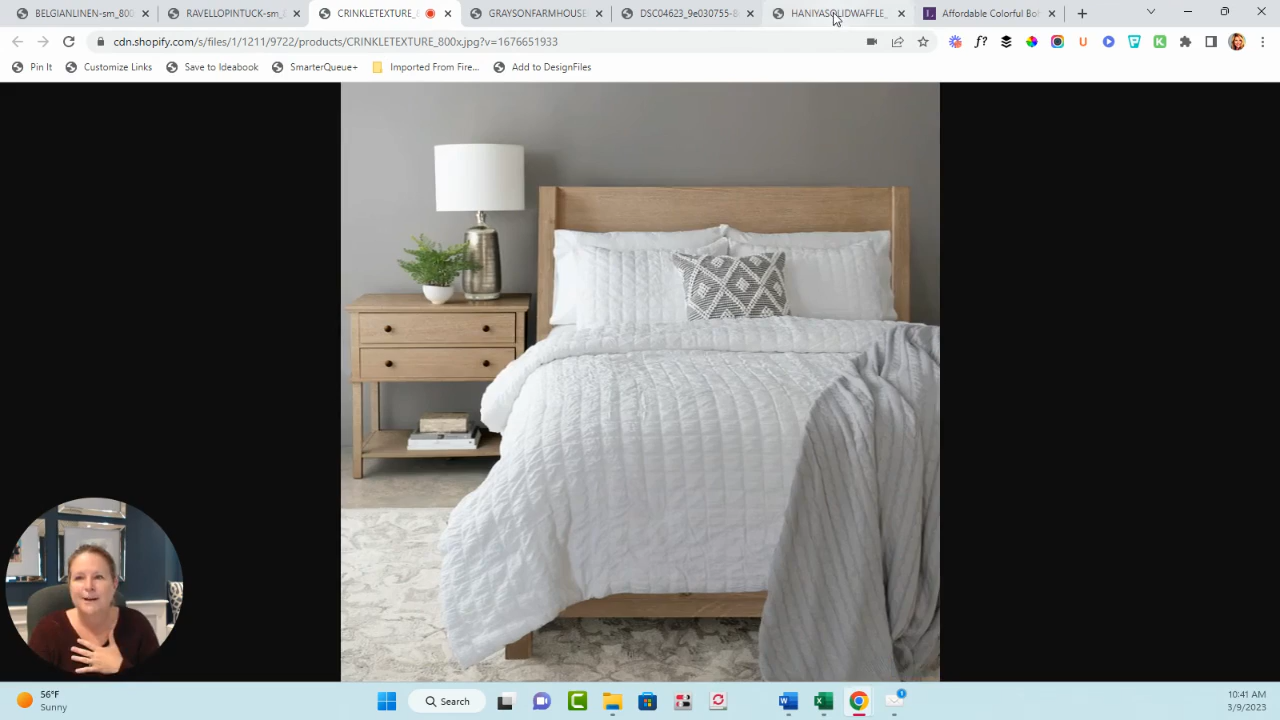 BELGIANLINEN-sm_800
RAVELLOPINTUCK-sm_
CRINKLETEXTURE_
GRAYSONFARMHOUSE
DSC04623_9e030755-8
HANIYASOLIDWAFFLE_
Affordable Colorful Bo
cdn.shopify.com/s/files/1/1211/9722/products/CRINKLETEXTURE_800x.jpg?v=1676651933
Pin It
Customize Links
Save to Ideabook
SmarterQueue+
Imported From Fire...
Add to DesignFiles
56°F
Sunny
Search
10:41 AM
3/9/2023